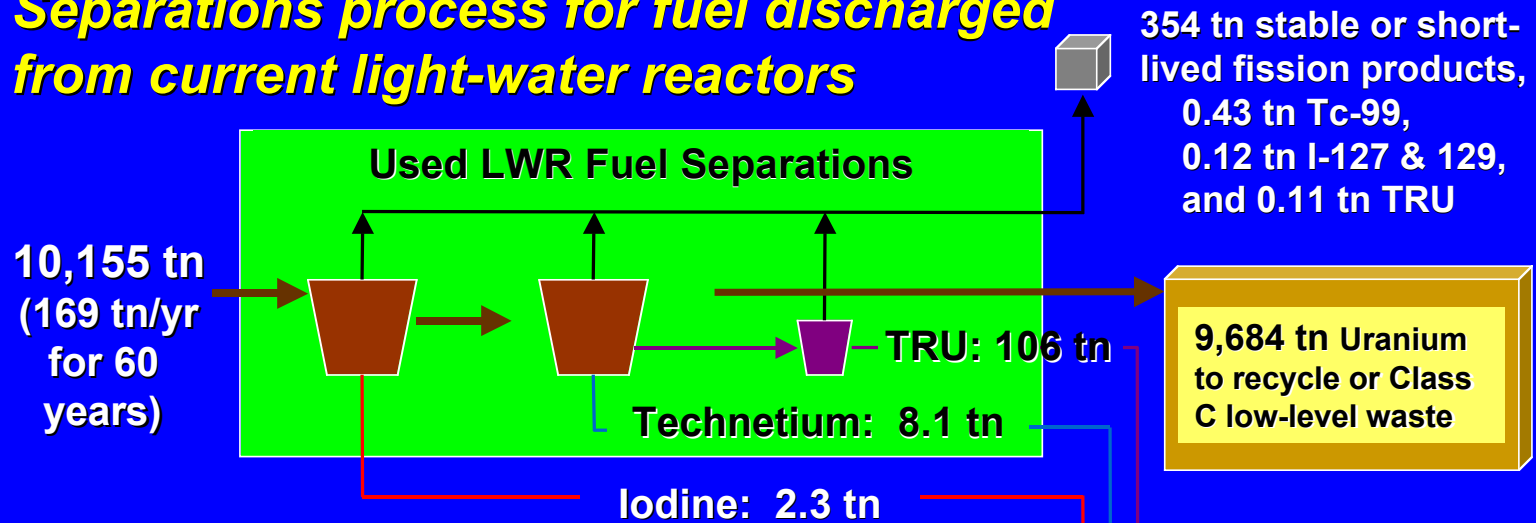 Separations process for fuel discharged
from current light-water reactors
354 tn stable or short-
lived fission products,
0.43 tn Tc-99,
0.12 tn I-127 & 129,
and 0.11 tn TRU
Used LWR Fuel Separations
10,155 tn
(169 tn/yr
for 60
years)
TRU: 106 tn
9,684 tn Uranium
to recycle or Class
C low-level waste
Technetium: 8.1 tn
Iodine: 2.3 tn